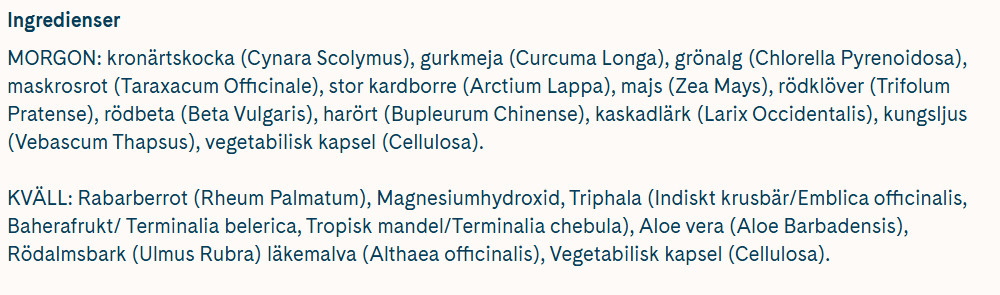 Ingredienser
MORGON: kronärtskocka (Cynara Scolymus), gurkmeja (Curcuma Longa), grönalg (Chlorella Pyrenoidosa),
maskrosrot (Taraxacum Officinale), stor kardborre (Arctium Lappa), majs (Zea Mays), rödklöver (Trifolum
Pratense), rödbeta (Beta Vulgaris), harört (Bupleurum Chinense), kaskadlärk (Larix Occidentalis), kungsljus
(Vebascum Thapsus), vegetabilisk kapsel (Cellulosa).
KVÄLL: Rabarberrot (Rheum Palmatum), Magnesiumhydroxid, Triphala (Indiskt krusbär/Emblica officinalis,
Baherafrukt/ Terminalia belerica, Tropisk mandel/Terminalia chebula), Aloe vera (Aloe Barbadensis),
Rödalmsbark (Ulmus Rubra) läkemalva (Althaea officinalis), Vegetabilisk kapsel (Cellulosa).